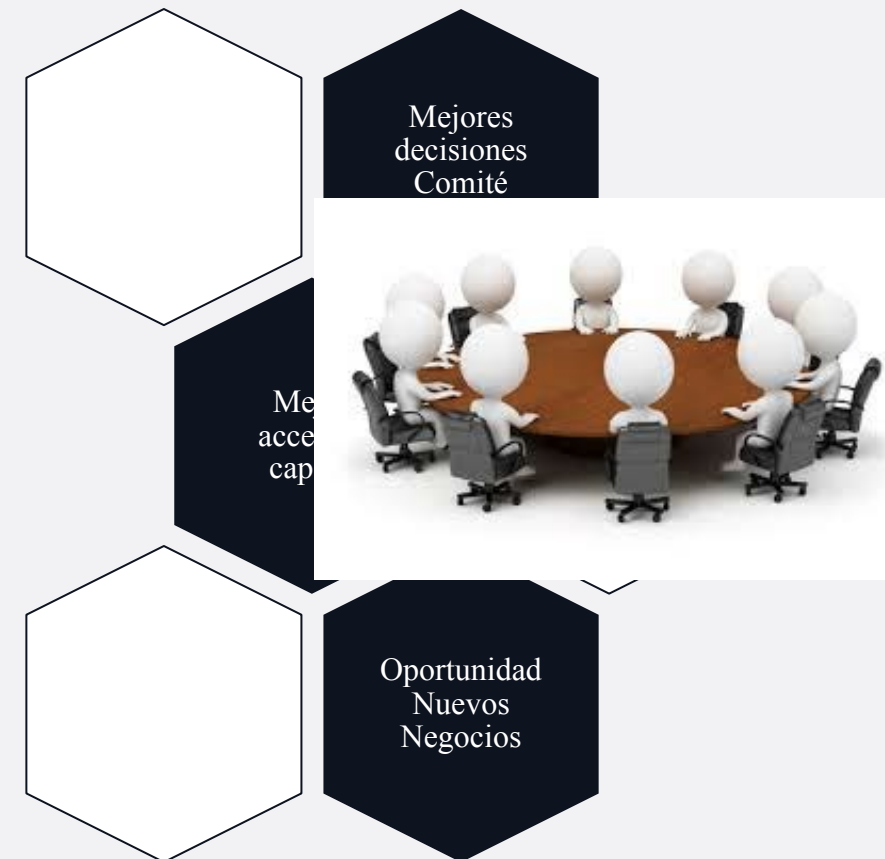 Mejores
decisiones
Comité
Oportunidad
Nuevos
Negocios